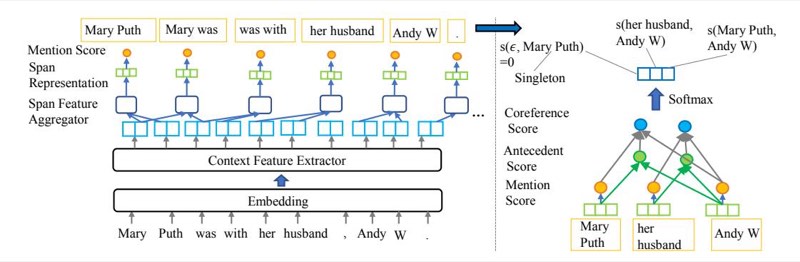 Mary Puth Mary was was with her husband Andy W .
Mention Score
Span
Representation
Span Feature
Aggregator
...
Context Feature Extractor
Embedding
Mary Puth was with her husband , Andy W .
s(ϵ, Mary Puth)
=0
Singleton
s(her husband,
Andy W)
s(Mary Puth,
Andy W)
Softmax
Coreference
Score
Antecedent
Score
Mention
Score
Mary
Puth
her
husband
Andy W